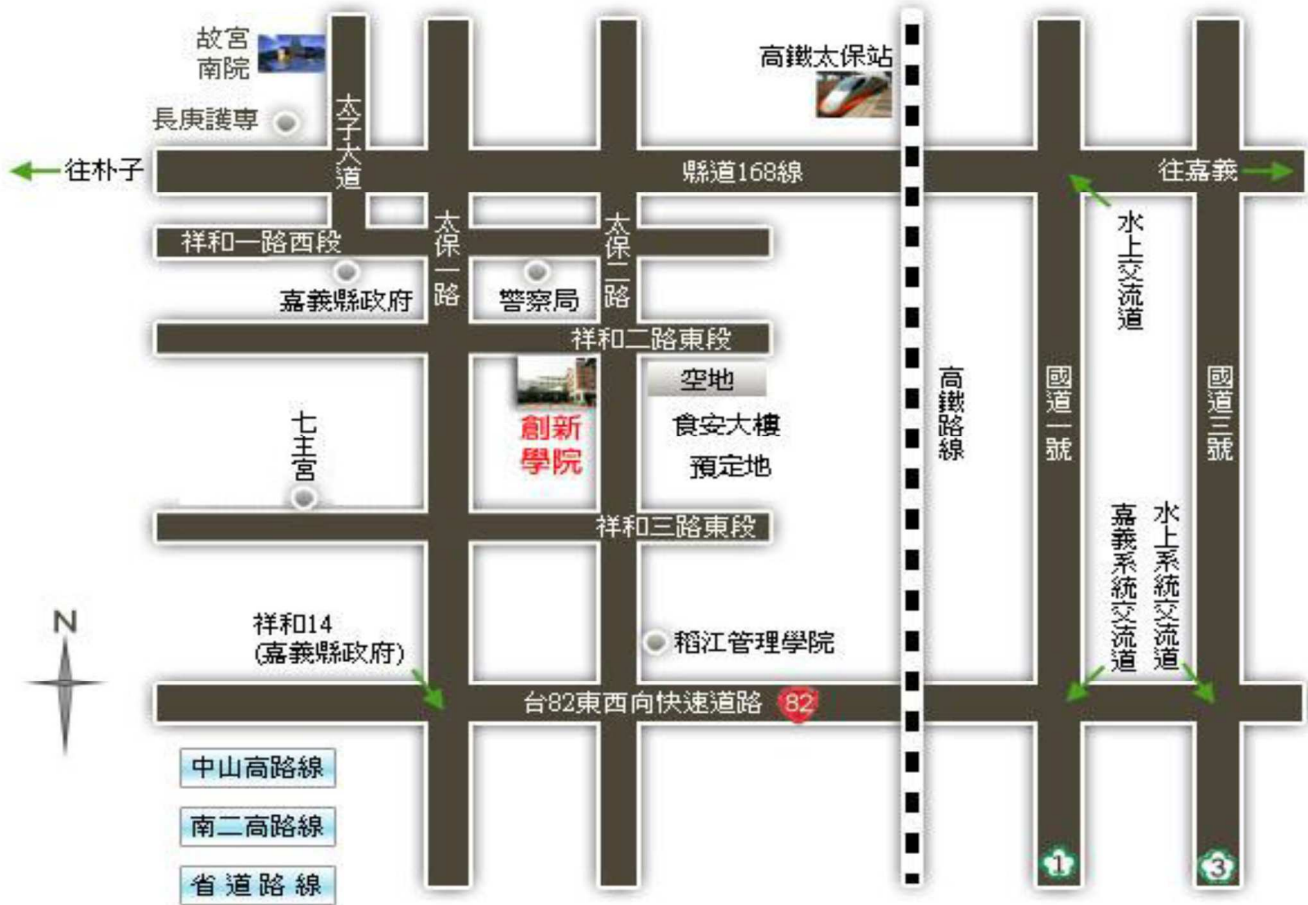 故宮
南院
高鐵太保站
長庚護專
太子大道
往朴子
縣道168線
往嘉義
水上交流道
祥和一路西段
太保一路
太保二路
嘉義縣政府
警察局
祥和二路東段
空地
食安大樓
預定地
創新
學院
七主宮
高鐵路線
國道一號
國道三號
祥和三路東段
嘉義系統交流道
水上系統交流道
N
祥和14
(嘉義縣政府)
稻江管理學院
台82東西向快速道路
82
中山高路線
南二高路線
省道路線
1
3